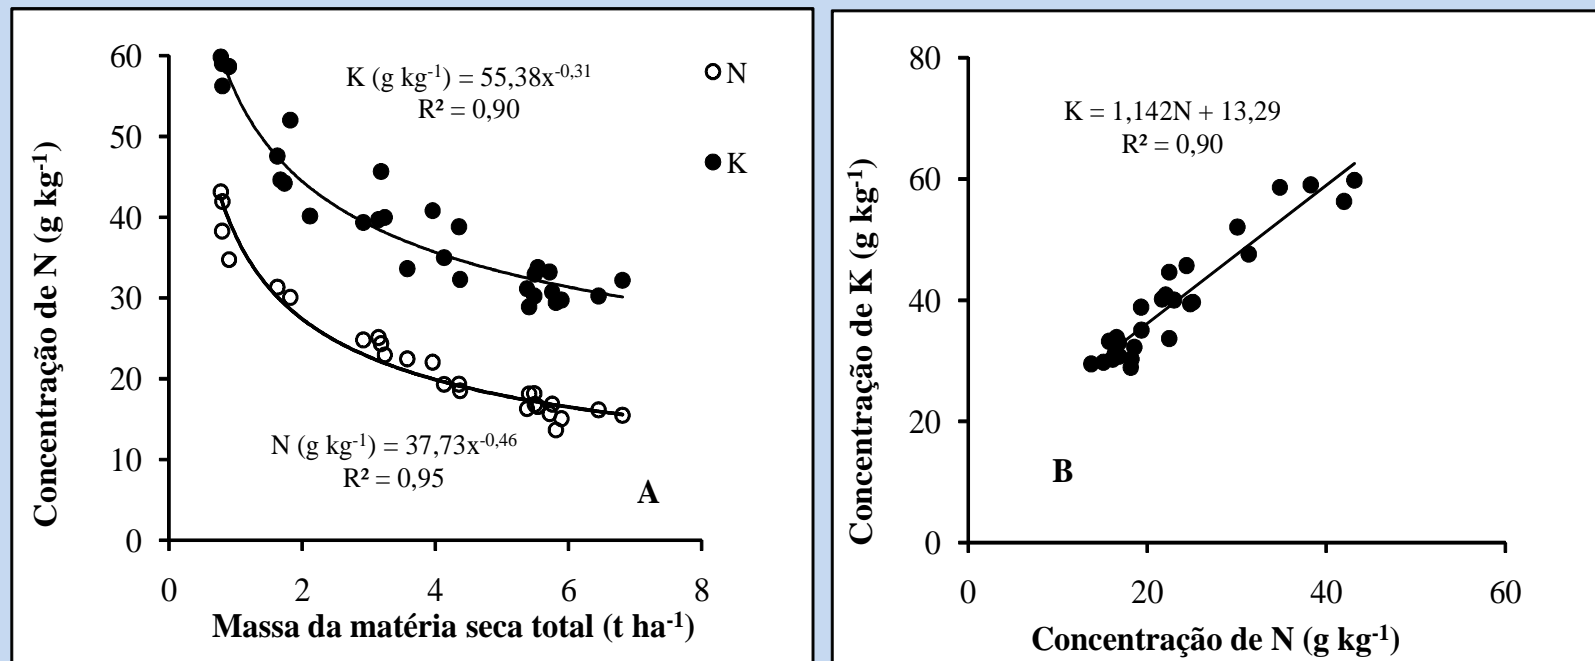 Concentração de N (g kg⁻¹)
60
50
40
30
20
10
0
K (g kg⁻¹) = 55,38x⁻⁰,³¹
R² = 0,90
N
K
N (g kg⁻¹) = 37,73x⁻⁰,⁴⁶
R² = 0,95
A
0 2 4 6 8
Massa da matéria seca total (t ha⁻¹)
Concentração de K (g kg⁻¹)
80
60
40
20
0
K = 1,142N + 13,29
R² = 0,90
B
0 20 40 60
Concentração de N (g kg⁻¹)